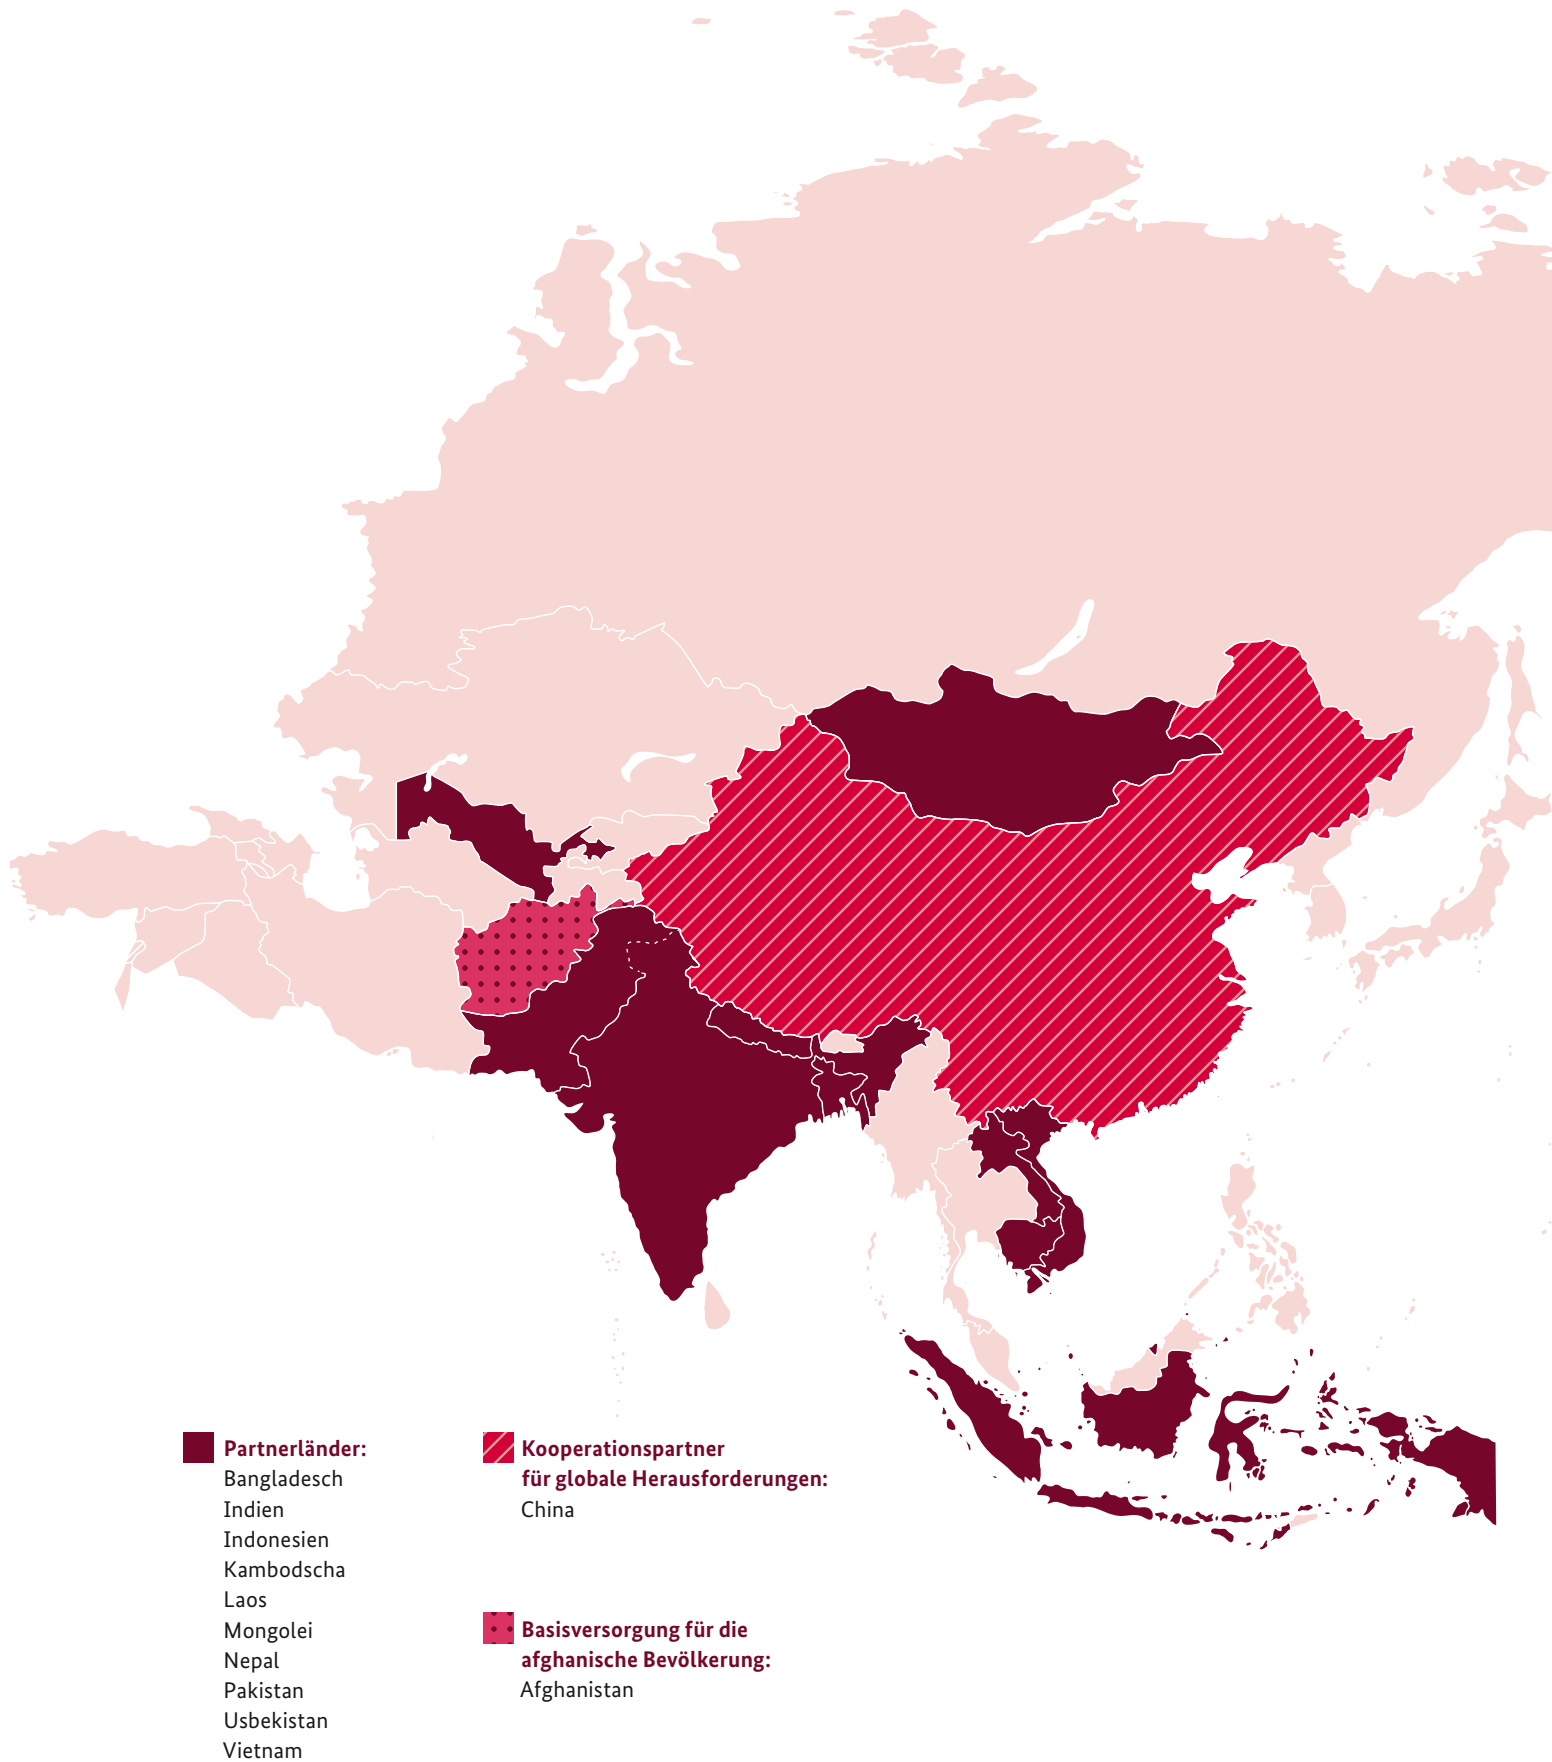 Partnerländer:
Bangladesch
Indien
Indonesien
Kambodscha
Laos
Mongolei
Nepal
Pakistan
Usbekistan
Vietnam
Kooperationspartner
für globale Herausforderungen:
China
Basisversorgung für die
afghanische Bevölkerung:
Afghanistan